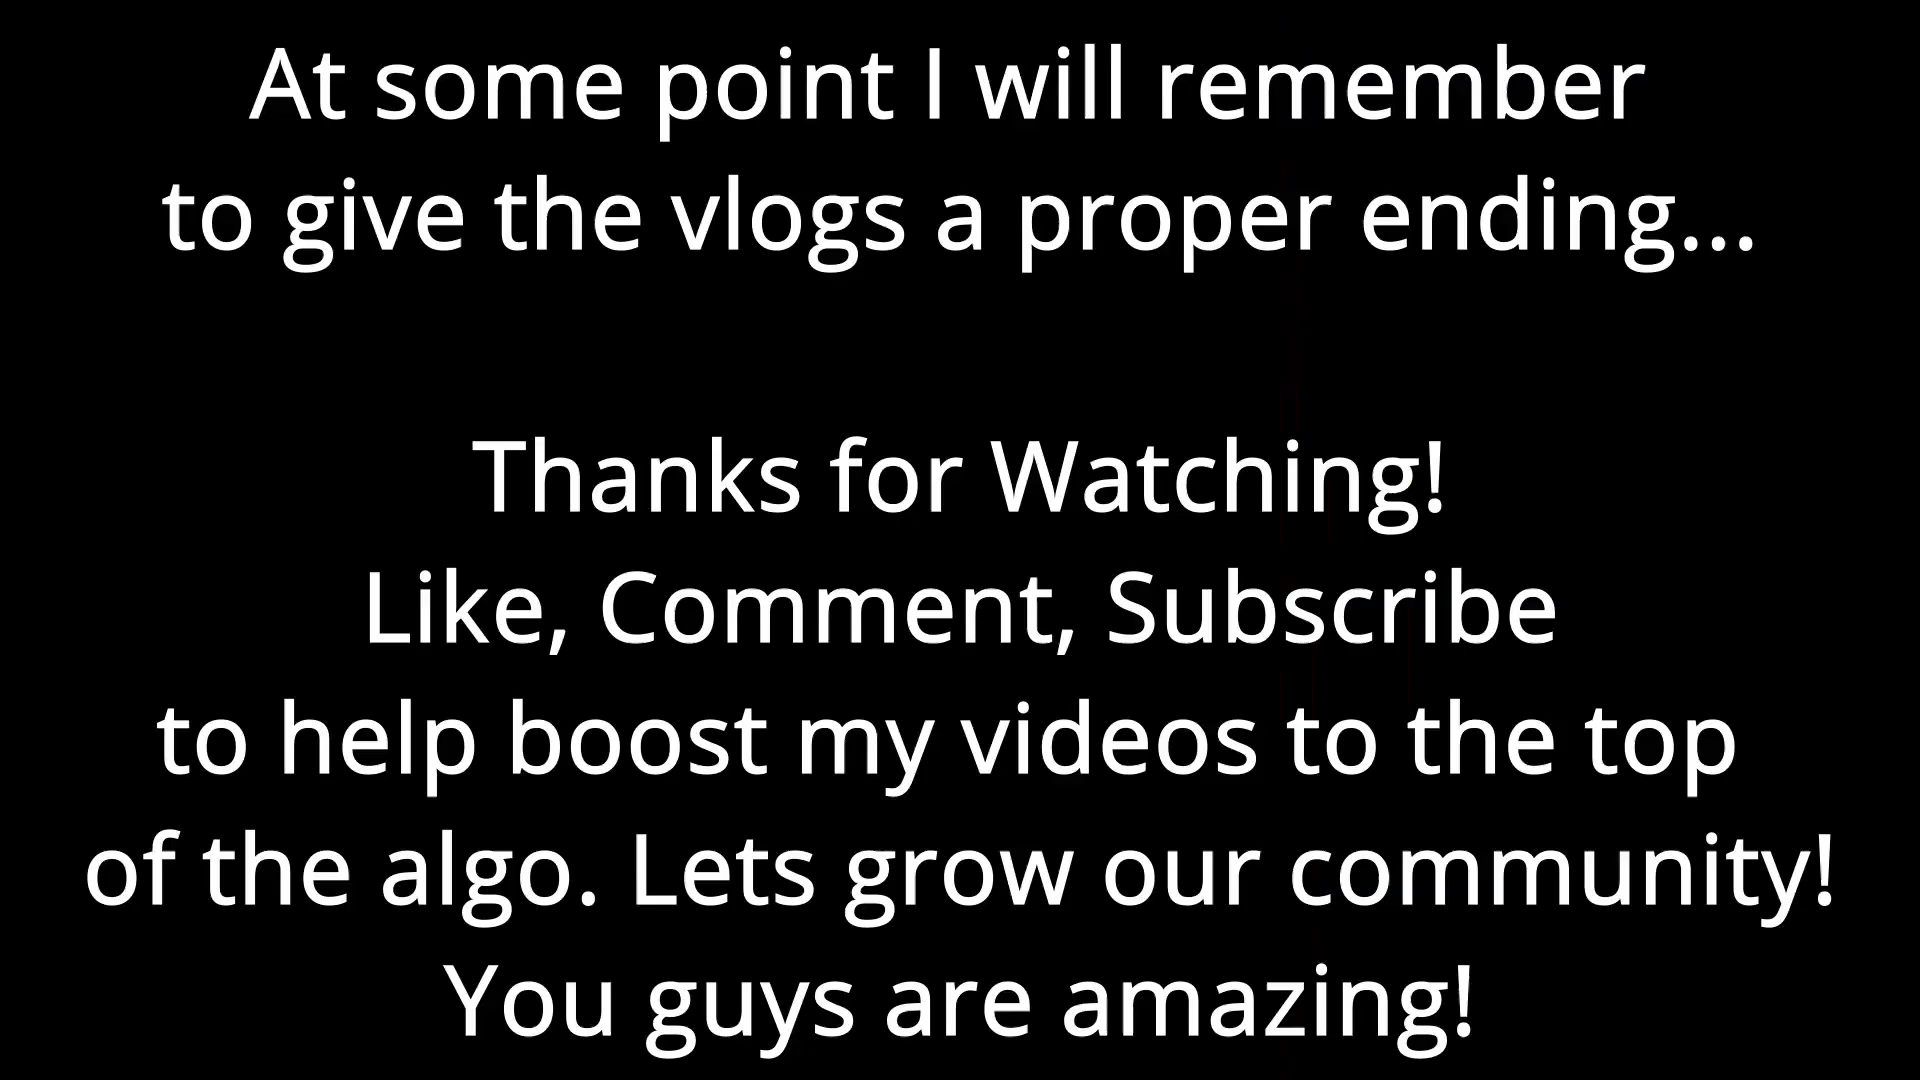 At some point I will remember
to give the vlogs a proper ending...
Thanks for Watching!
Like, Comment, Subscribe
to help boost my videos to the top
of the algo. Lets grow our community!
You guys are amazing!